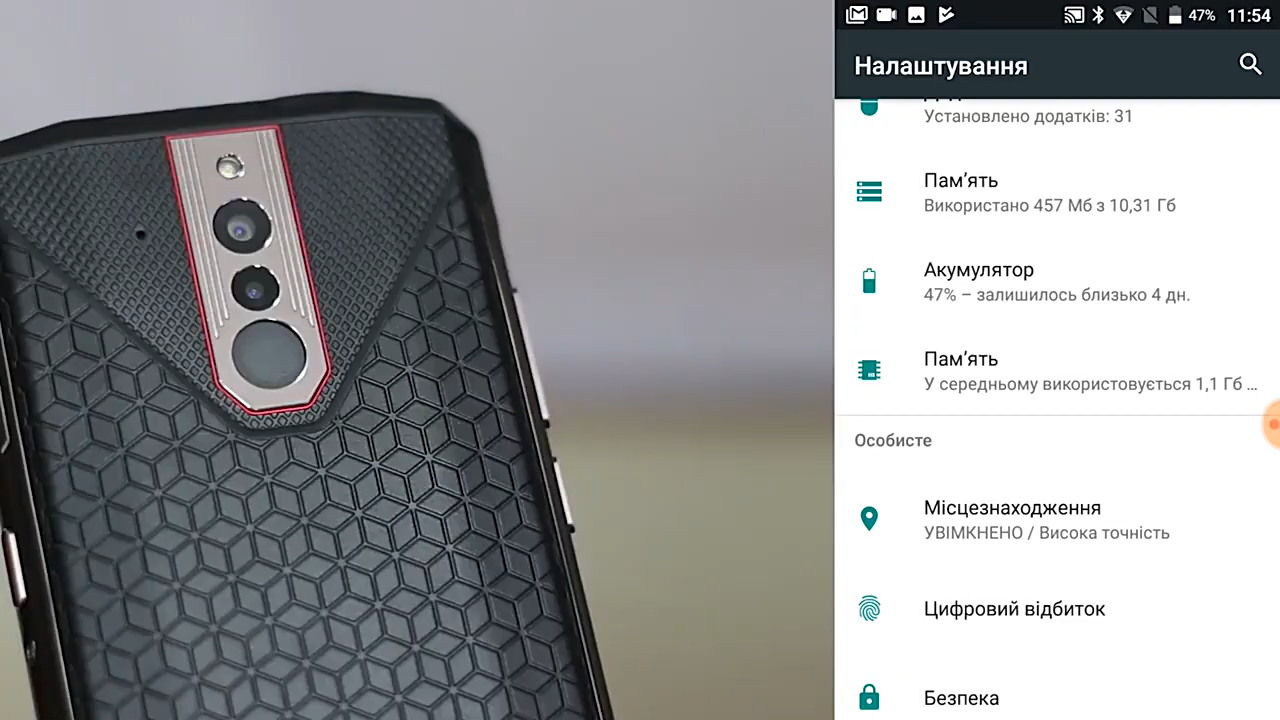 47% 11:54
Налаштування
Установлено додатків: 31
Пам’ять
Використано 457 Мб з 10,31 Гб
Акумулятор
47% – залишилось близько 4 дн.
Пам’ять
У середньому використовується 1,1 Гб ...
Особисте
Місцезнаходження
УВІМКНЕНО / Висока точність
Цифровий відбиток
Безпека